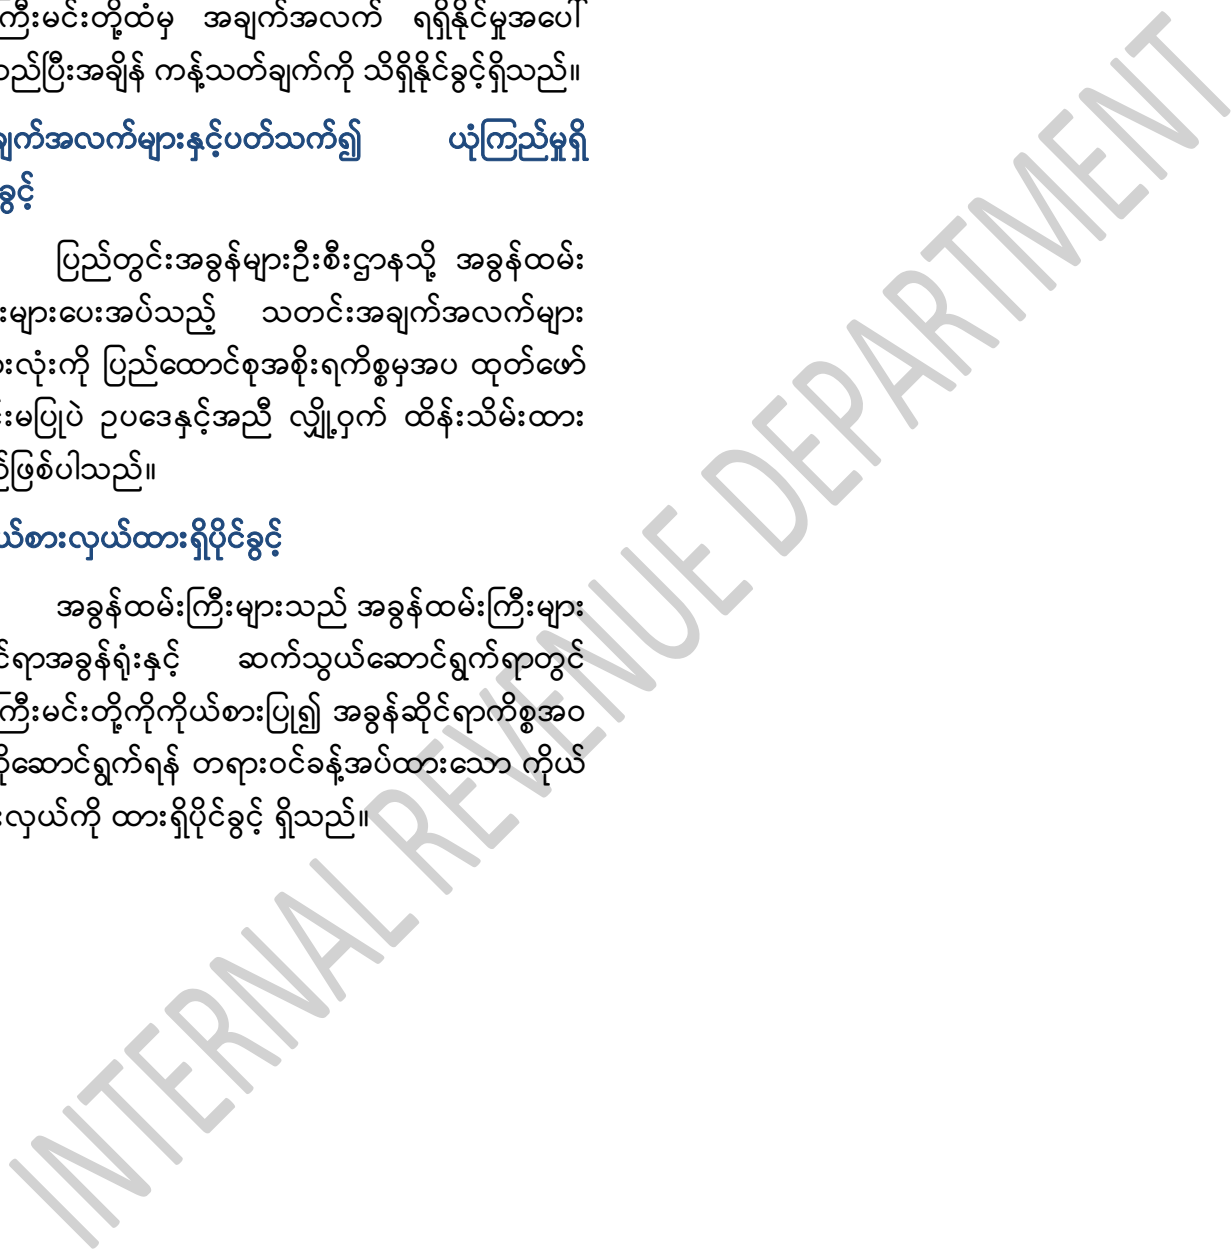 ကြီးမင်းတို့ထံမှ အချက်အလက် ရရှိနိုင်မှုအပေါ်
တည်ပြီးအချိန် ကန့်သတ်ချက်ကို သိရှိနိုင်ခွင့်ရှိသည်။
ချက်အလက်များနှင့်ပတ်သက်၍ ယုံကြည်မှုရှိ
ခွင့်
ပြည်တွင်းအခွန်များဦးစီးဌာနသို့ အခွန်ထမ်း
များပေးအပ်သည့် သတင်းအချက်အလက်များ
လုံးကို ပြည်ထောင်စုအစိုးရကိစ္စမှအပ ထုတ်ဖော်
မပြုပဲ ဥပဒေနှင့်အညီ လျှို့ဝှက် ထိန်းသိမ်းထား
ဖြစ်ပါသည်။
ယ်စားလှယ်ထားရှိပိုင်ခွင့်
အခွန်ထမ်းကြီးများသည် အခွန်ထမ်းကြီးများ
င်ရာအခွန်ရုံးနှင့် ဆက်သွယ်ဆောင်ရွက်ရာတွင်
ကြီးမင်းတို့ကိုကိုယ်စားပြု၍ အခွန်ဆိုင်ရာကိစ္စအဝ
ကိုဆောင်ရွက်ရန် တရားဝင်ခန့်အပ်ထားသော ကိုယ်
လှယ်ကို ထားရှိပိုင်ခွင့် ရှိသည်။
INTERNAL REVENUE DEPARTMENT